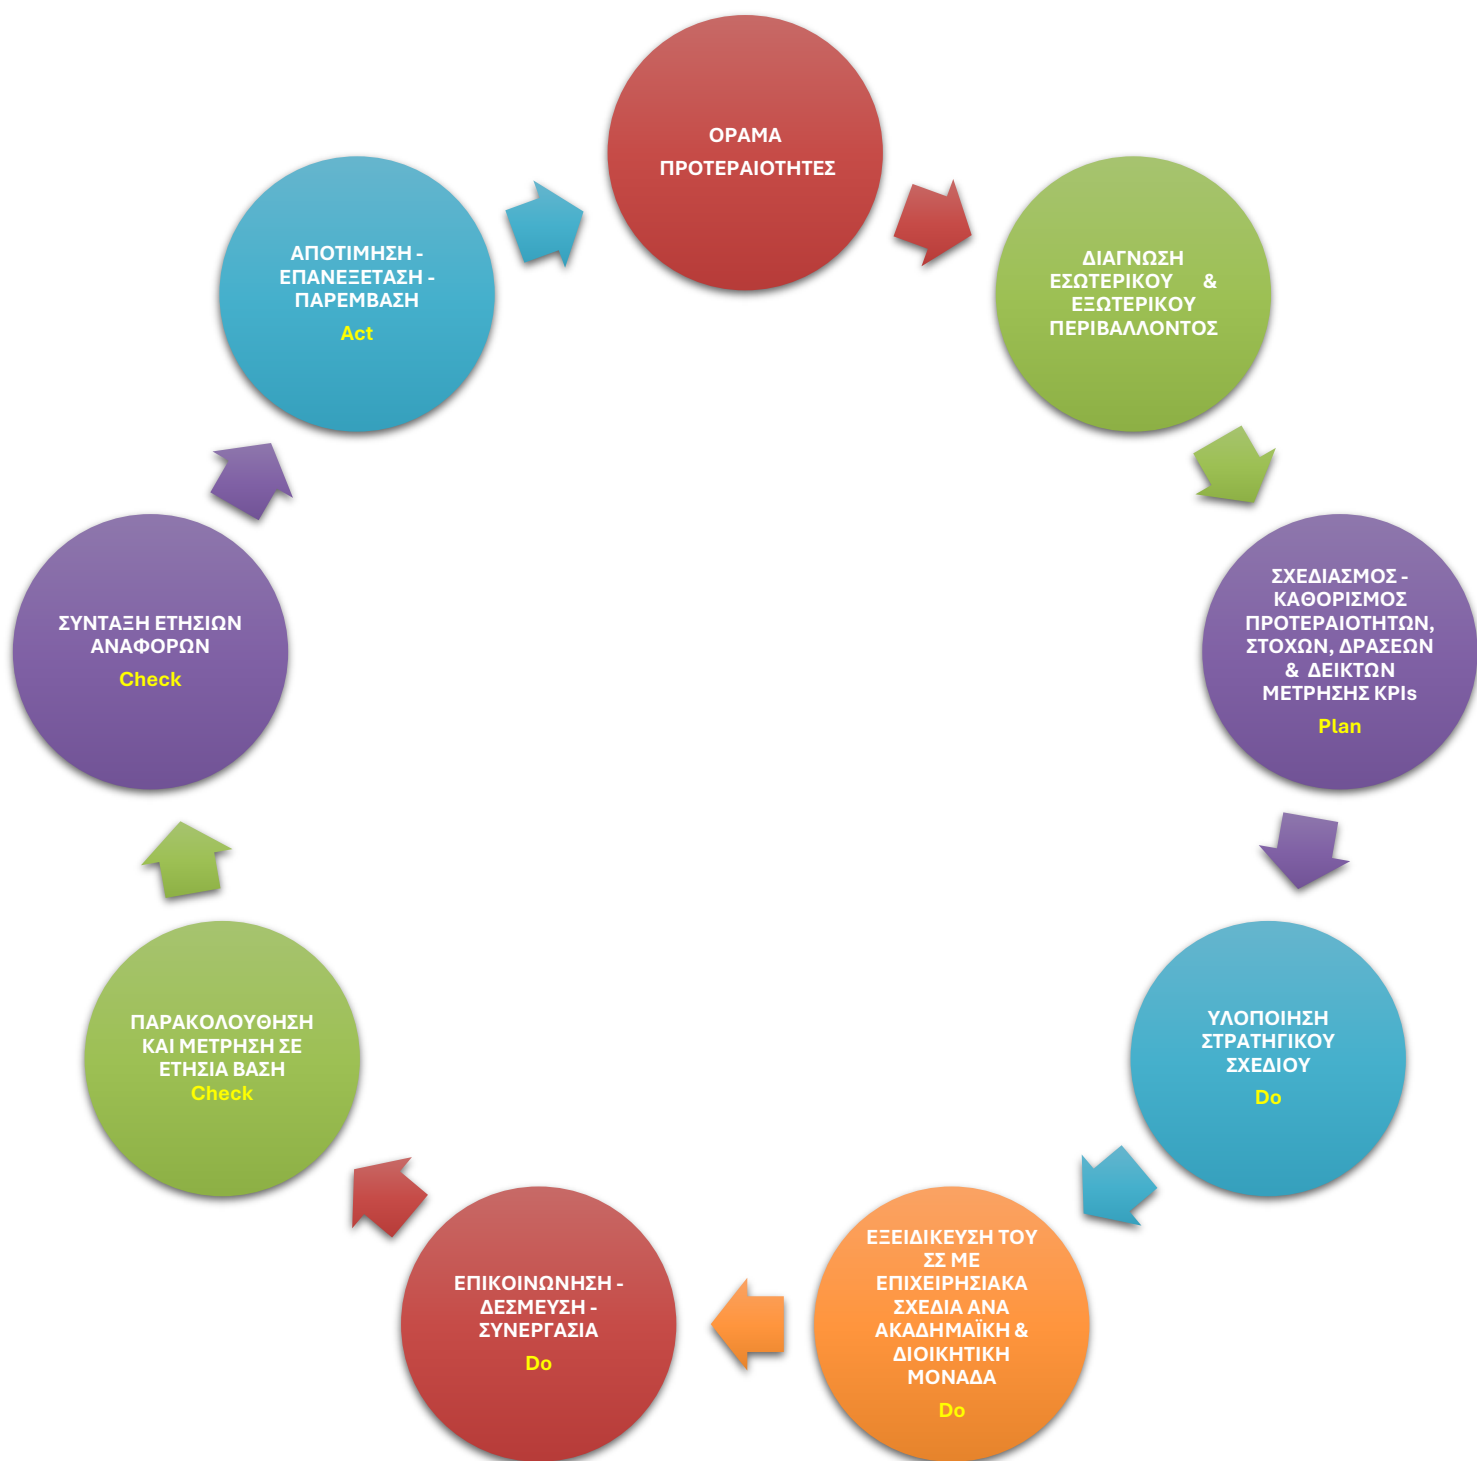 ΟΡΑΜΑ
ΠΡΟΤΕΡΑΙΟΤΗΤΕΣ
ΔΙΑΓΝΩΣΗ
ΕΣΩΤΕΡΙΚΟΥ &
ΕΞΩΤΕΡΙΚΟΥ
ΠΕΡΙΒΑΛΛΟΝΤΟΣ
ΣΧΕΔΙΑΣΜΟΣ -
ΚΑΘΟΡΙΣΜΟΣ
ΠΡΟΤΕΡΑΙΟΤΗΤΩΝ,
ΣΤΟΧΩΝ, ΔΡΑΣΕΩΝ
& ΔΕΙΚΤΩΝ
ΜΕΤΡΗΣΗΣ KPIs
Plan
ΥΛΟΠΟΙΗΣΗ
ΣΤΡΑΤΗΓΙΚΟΥ
ΣΧΕΔΙΟΥ
Do
ΕΞΕΙΔΙΚΕΥΣΗ ΤΟΥ
ΣΣ ΜΕ
ΕΠΙΧΕΙΡΗΣΙΑΚΑ
ΣΧΕΔΙΑ ΑΝΑ
ΑΚΑΔΗΜΑΪΚΗ &
ΔΙΟΙΚΗΤΙΚΗ
ΜΟΝΑΔΑ
Do
ΕΠΙΚΟΙΝΩΝΗΣΗ -
ΔΕΣΜΕΥΣΗ -
ΣΥΝΕΡΓΑΣΙΑ
Do
ΠΑΡΑΚΟΛΟΥΘΗΣΗ
ΚΑΙ ΜΕΤΡΗΣΗ ΣΕ
ΕΤΗΣΙΑ ΒΑΣΗ
Check
ΣΥΝΤΑΞΗ ΕΤΗΣΙΩΝ
ΑΝΑΦΟΡΩΝ
Check
ΑΠΟΤΙΜΗΣΗ -
ΕΠΑΝΕΞΕΤΑΣΗ -
ΠΑΡΕΜΒΑΣΗ
Act